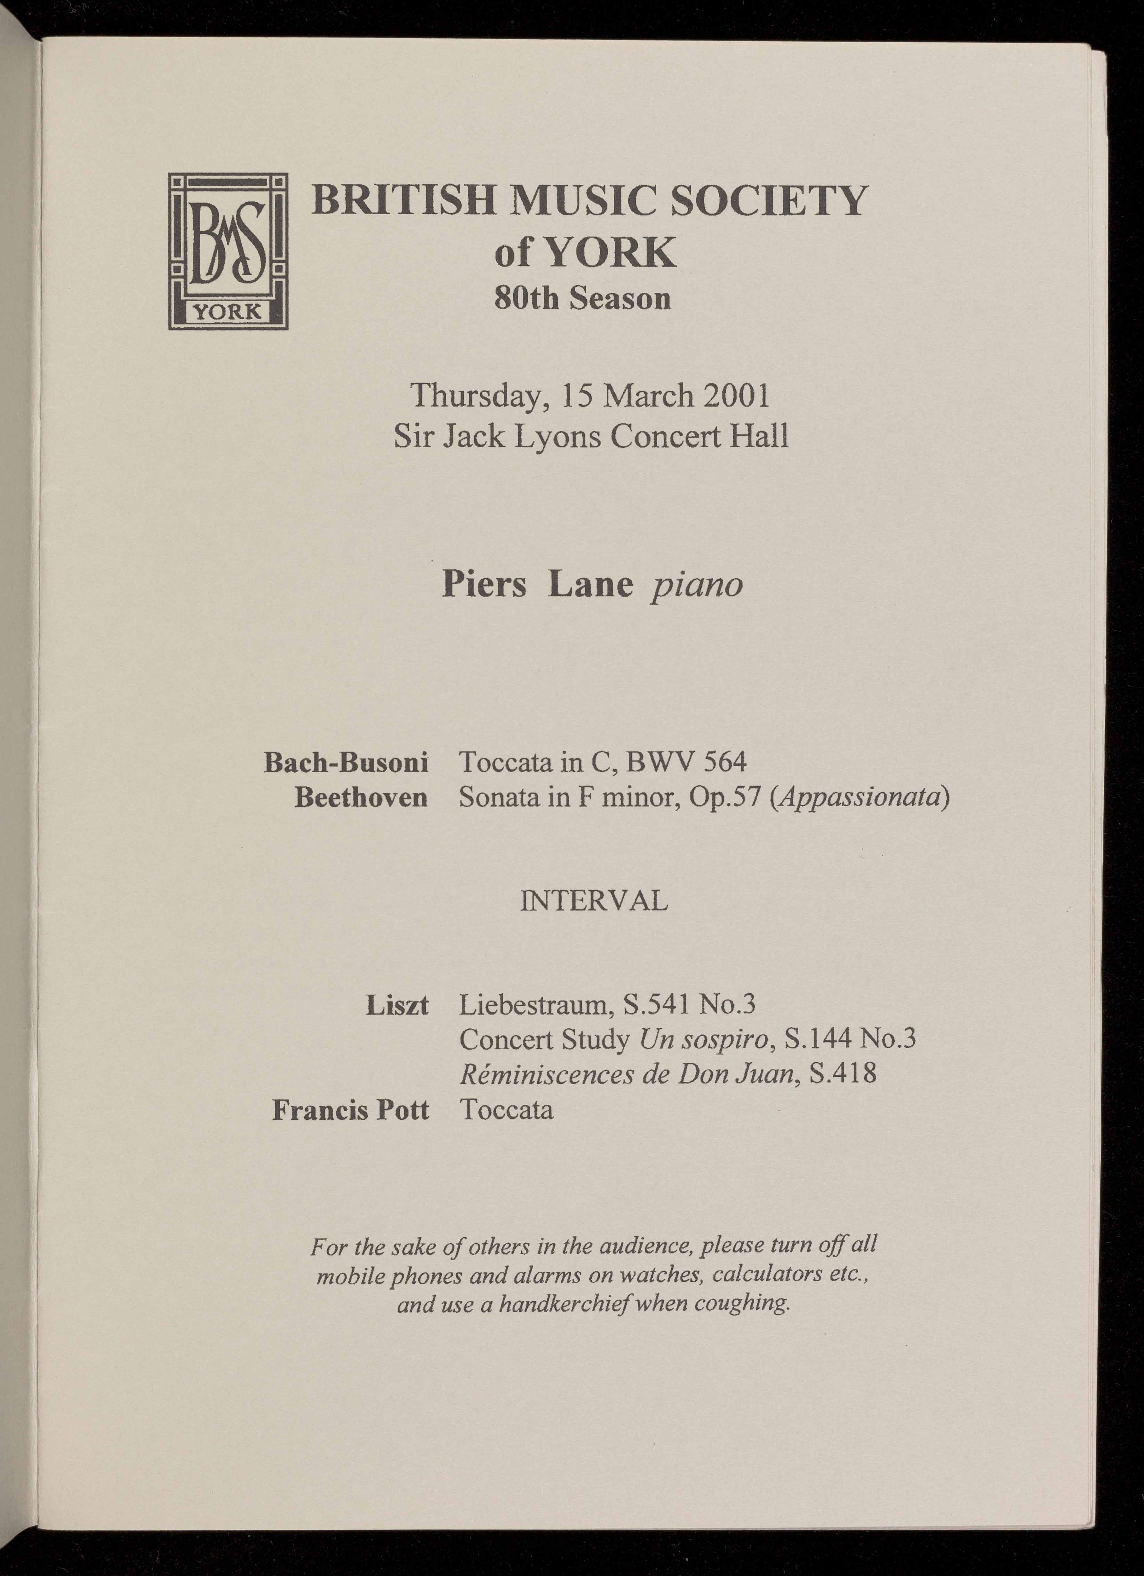 BMS
YORK
BRITISH MUSIC SOCIETY
of YORK
80th Season
Thursday, 15 March 2001
Sir Jack Lyons Concert Hall
Piers Lane piano
Bach-Busoni Toccata in C, BWV 564
Beethoven Sonata in F minor, Op.57 (Appassionata)
INTERVAL
Liszt Liebestraum, S.541 No.3
Concert Study Un sospiro, S.144 No.3
Réminiscences de Don Juan, S.418
Francis Pott Toccata
For the sake of others in the audience, please turn off all
mobile phones and alarms on watches, calculators etc.,
and use a handkerchief when coughing.